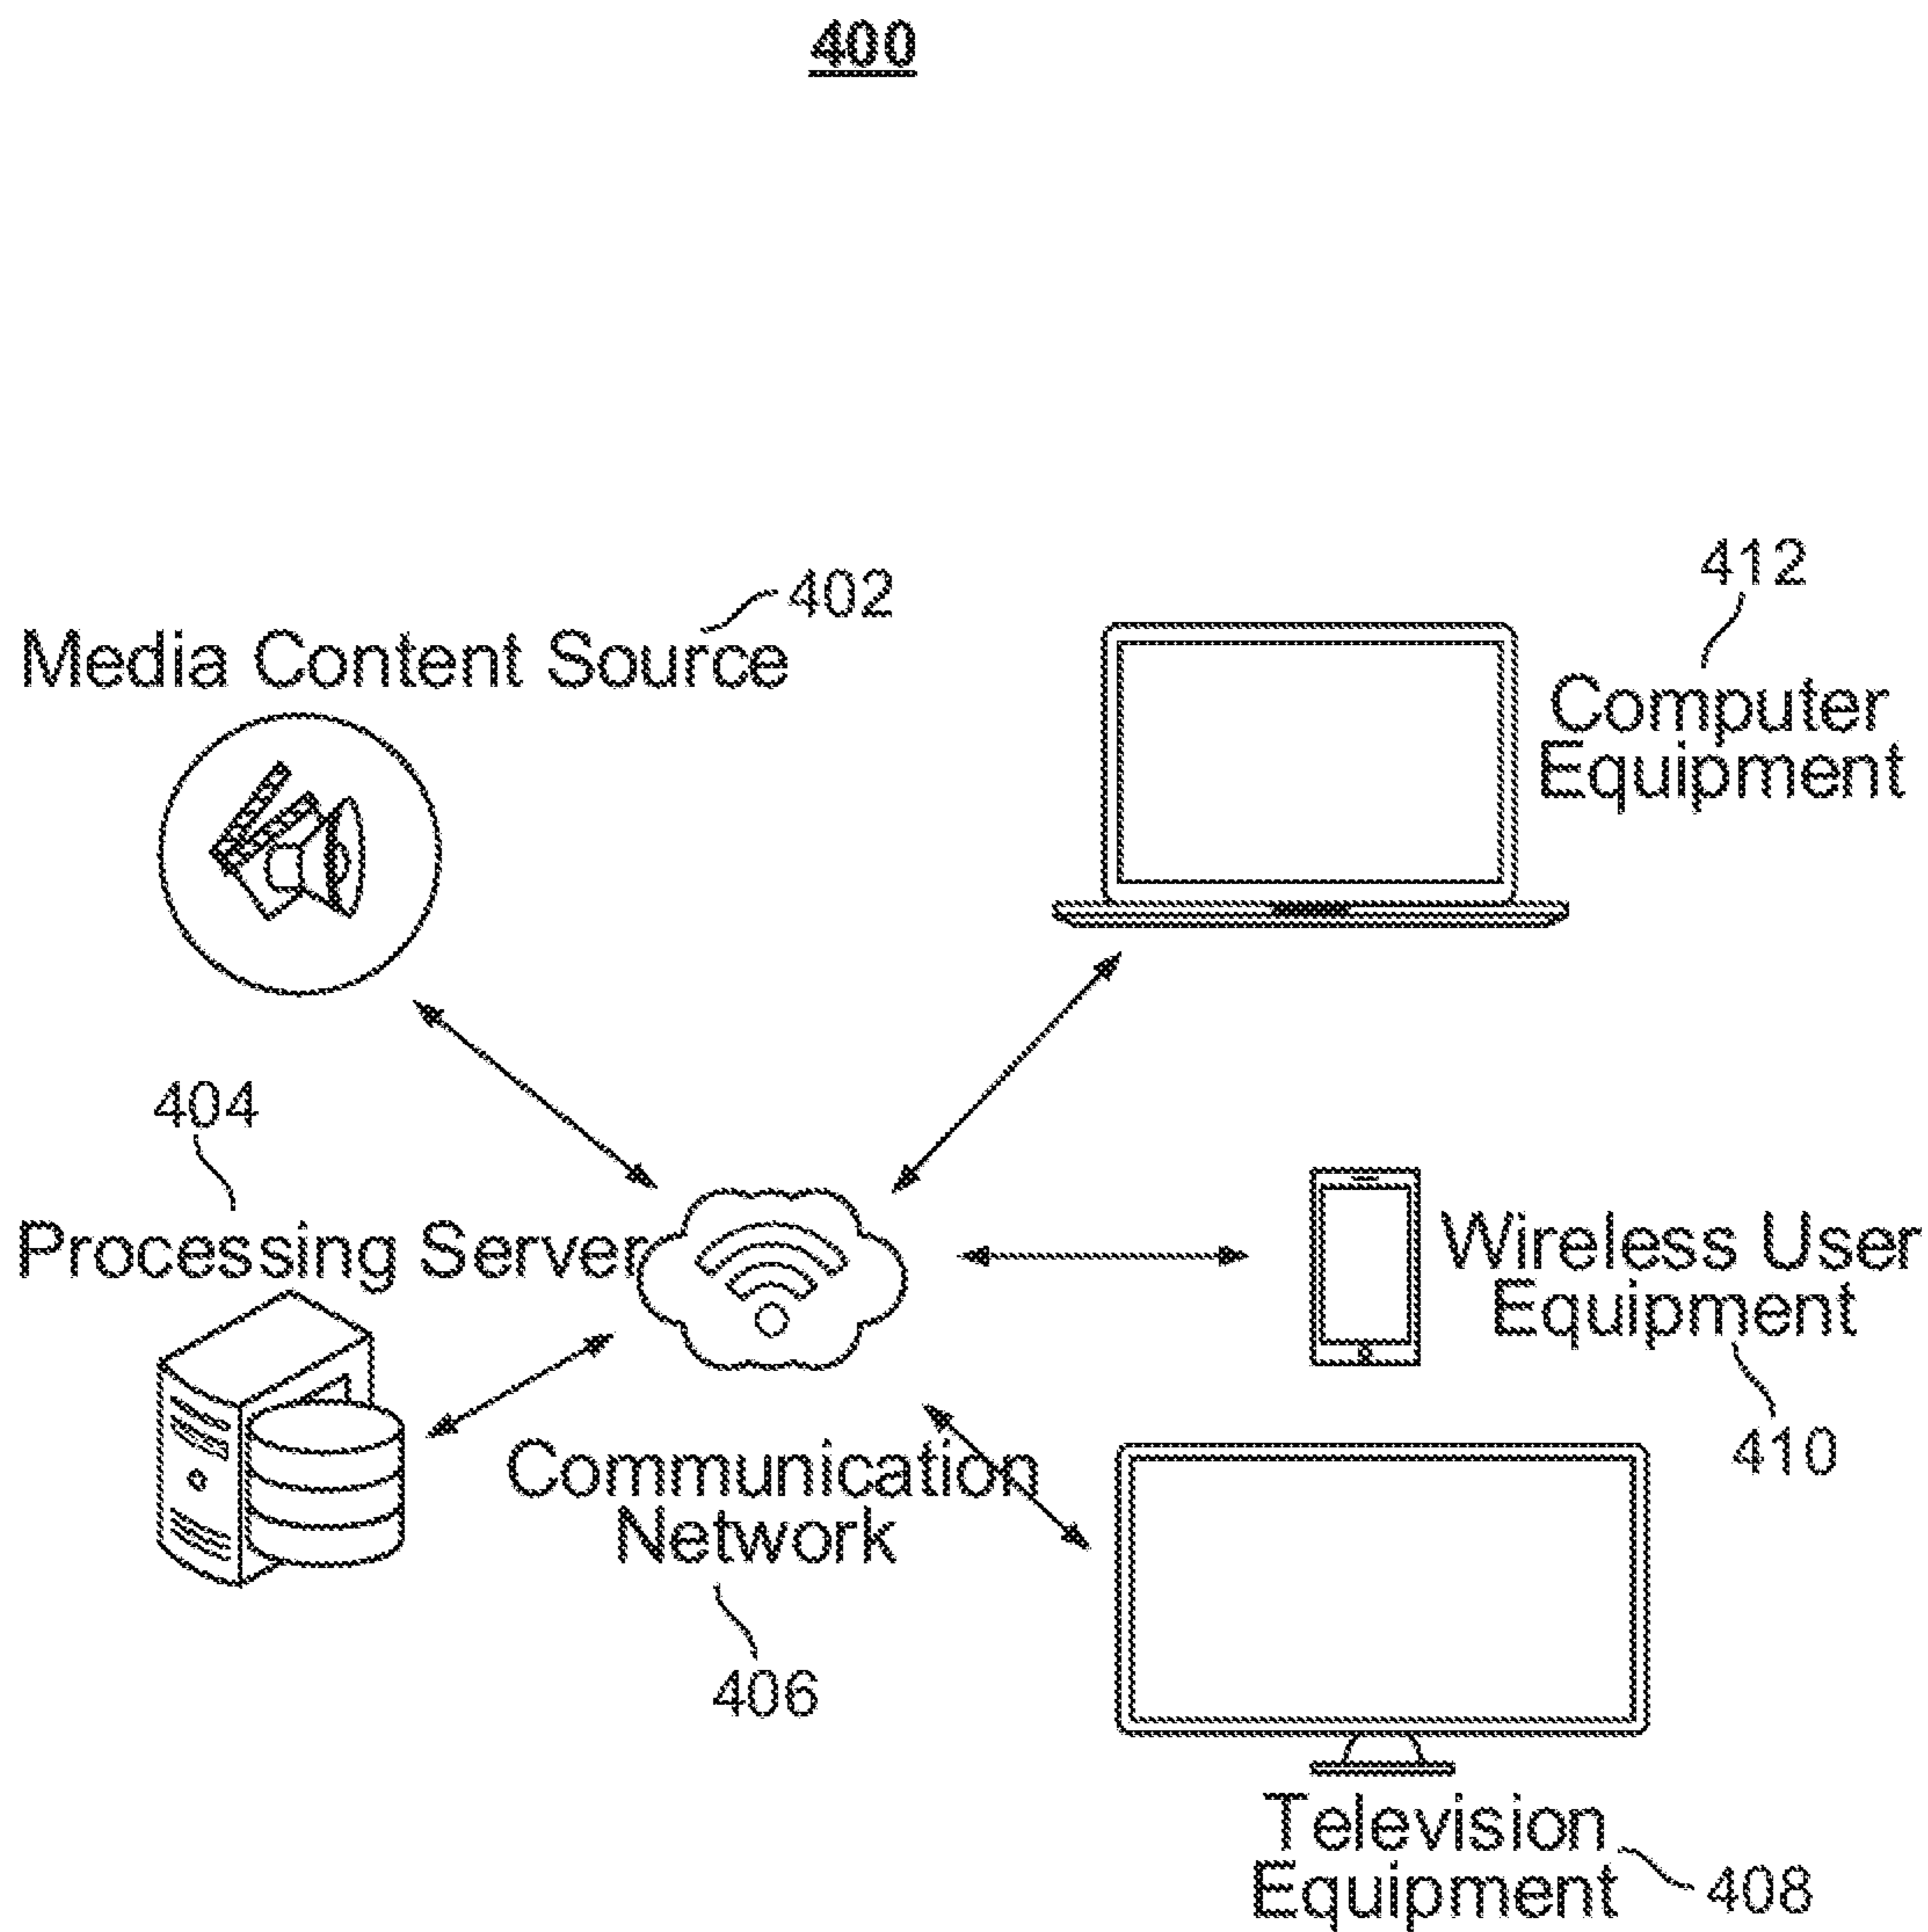 400
402
Media Content Source
412
Computer
Equipment
404
Processing Server
Wireless User
Equipment
410
Communication
Network
406
Television
Equipment
408